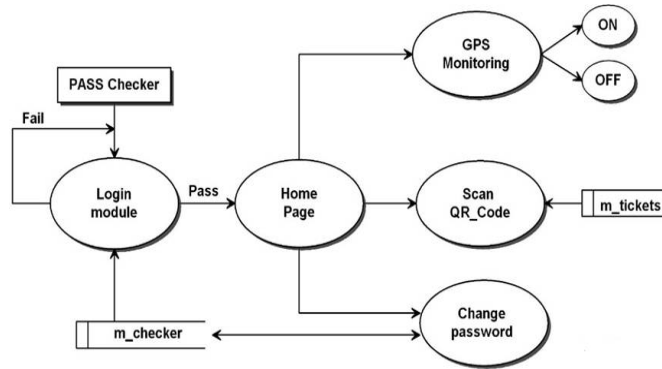 GPS
Monitoring
ON
OFF
PASS Checker
Fail
Login
module
Pass
Home
Page
Scan
QR_Code
m_tickets
m_checker
Change
password